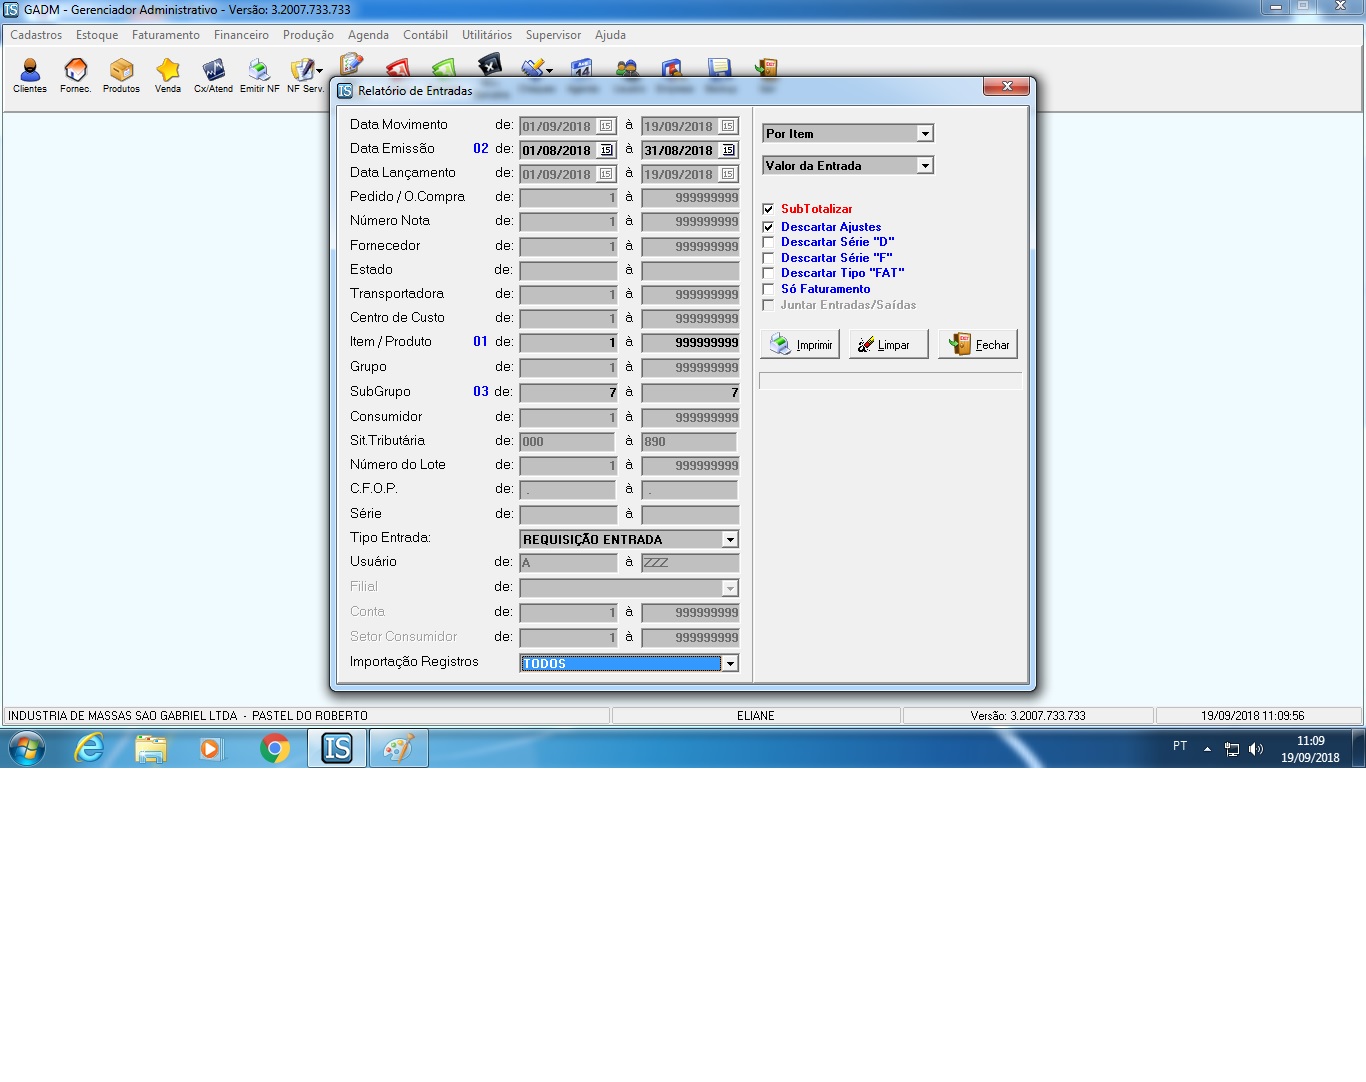 GADM - Gerenciador Administrativo - Versão: 3.2007.733.733
Cadastros Estoque Faturamento Financeiro Produção Agenda Contábil Utilitários Supervisor Ajuda
Clientes Fornec. Produtos Venda Cx/Atend Emitir NF NF Serv.
Relatório de Entradas
Data Movimento de: 01/09/2018 15 à 19/09/2018 15
Data Emissão 02 de: 01/08/2018 15 à 31/08/2018 15
Data Lançamento de: 01/09/2018 15 à 19/09/2018 15
Pedido / O.Compra de: 1 à 999999999
Número Nota de: 1 à 999999999
Fornecedor de: 1 à 999999999
Estado de: à
Transportadora de: 1 à 999999999
Centro de Custo de: 1 à 999999999
Item / Produto 01 de: 1 à 999999999
Grupo de: 1 à 999999999
SubGrupo 03 de: 7 à 7
Consumidor de: 1 à 999999999
Sit.Tributária de: 000 à 890
Número do Lote de: 1 à 999999999
C.F.O.P. de: . à .
Série de: à
Tipo Entrada: REQUISIÇÃO ENTRADA
Usuário de: A à ZZZ
Filial de:
Conta de: 1 à 999999999
Setor Consumidor de: 1 à 999999999
Importação Registros TODOS
Por Item
Valor da Entrada
SubTotalizar
Descartar Ajustes
Descartar Série "D"
Descartar Série "F"
Descartar Tipo "FAT"
Só Faturamento
Juntar Entradas/Saídas
Imprimir Limpar Fechar
INDUSTRIA DE MASSAS SAO GABRIEL LTDA - PASTEL DO ROBERTO ELIANE Versão: 3.2007.733.733 19/09/2018 11:09:56
IS PT 11:09
19/09/2018